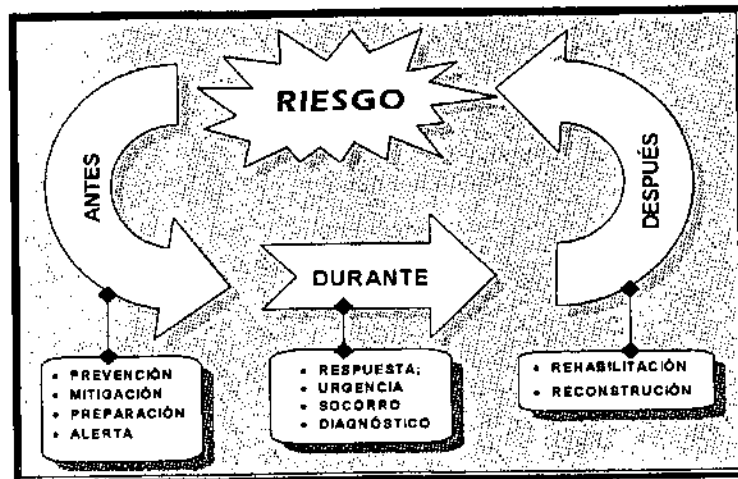 RIESGO
ANTES
DURANTE
DESPUÉS
• PREVENCIÓN
• MITIGACIÓN
• PREPARACIÓN
• ALERTA
• RESPUESTA;
• URGENCIA
• SOCORRO
• DIAGNÓSTICO
• REHABILITACIÓN
• RECONSTRUCIÓN